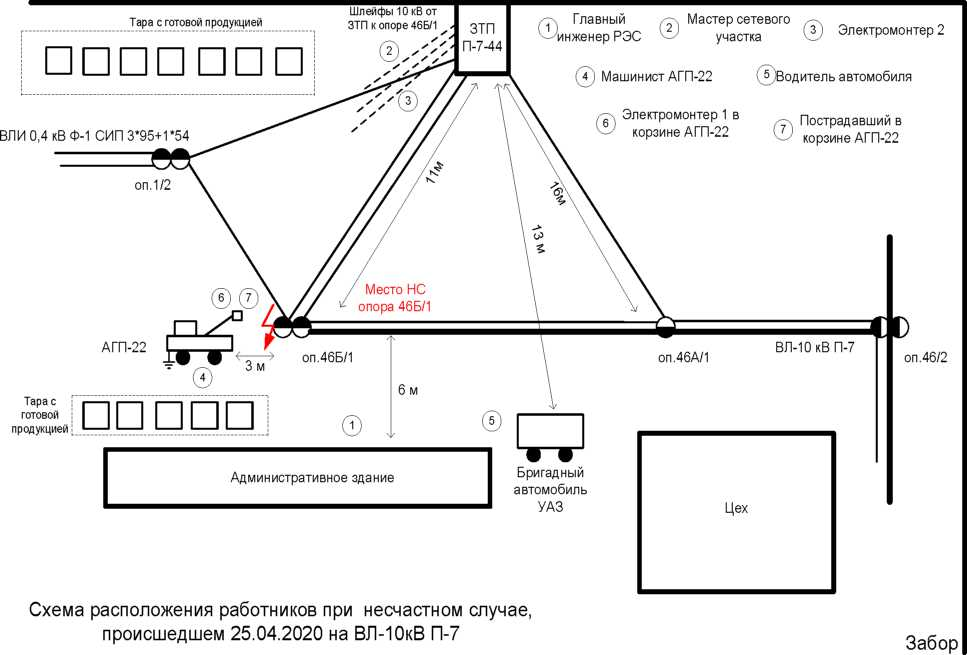 Тара с готовой продукцией
Шлейфы 10 кВ от
ЗТП к опоре 46Б/1
2
3
ЗТП
П-7-44
1 Главный
инженер РЭС
2 Мастер сетевого
участка
3 Электромонтер 2
4 Машинист АГП-22
5 Водитель автомобиля
6 Электромонтер 1 в
корзине АГП-22
7 Пострадавший в
корзине АГП-22
ВЛИ 0,4 кВ Ф-1 СИП 3*95+1*54
оп.1/2
11м
13 м
16м
Место НС
опора 46Б/1
6 7
АГП-22
4
3 м
оп.46Б/1
оп.46А/1
ВЛ-10 кВ П-7
оп.46/2
6 м
Тара с
готовой
продукцией
1
5
Административное здание
Бригадный
автомобиль
УАЗ
Цех
Схема расположения работников при несчастном случае,
происшедшем 25.04.2020 на ВЛ-10кВ П-7
Забор